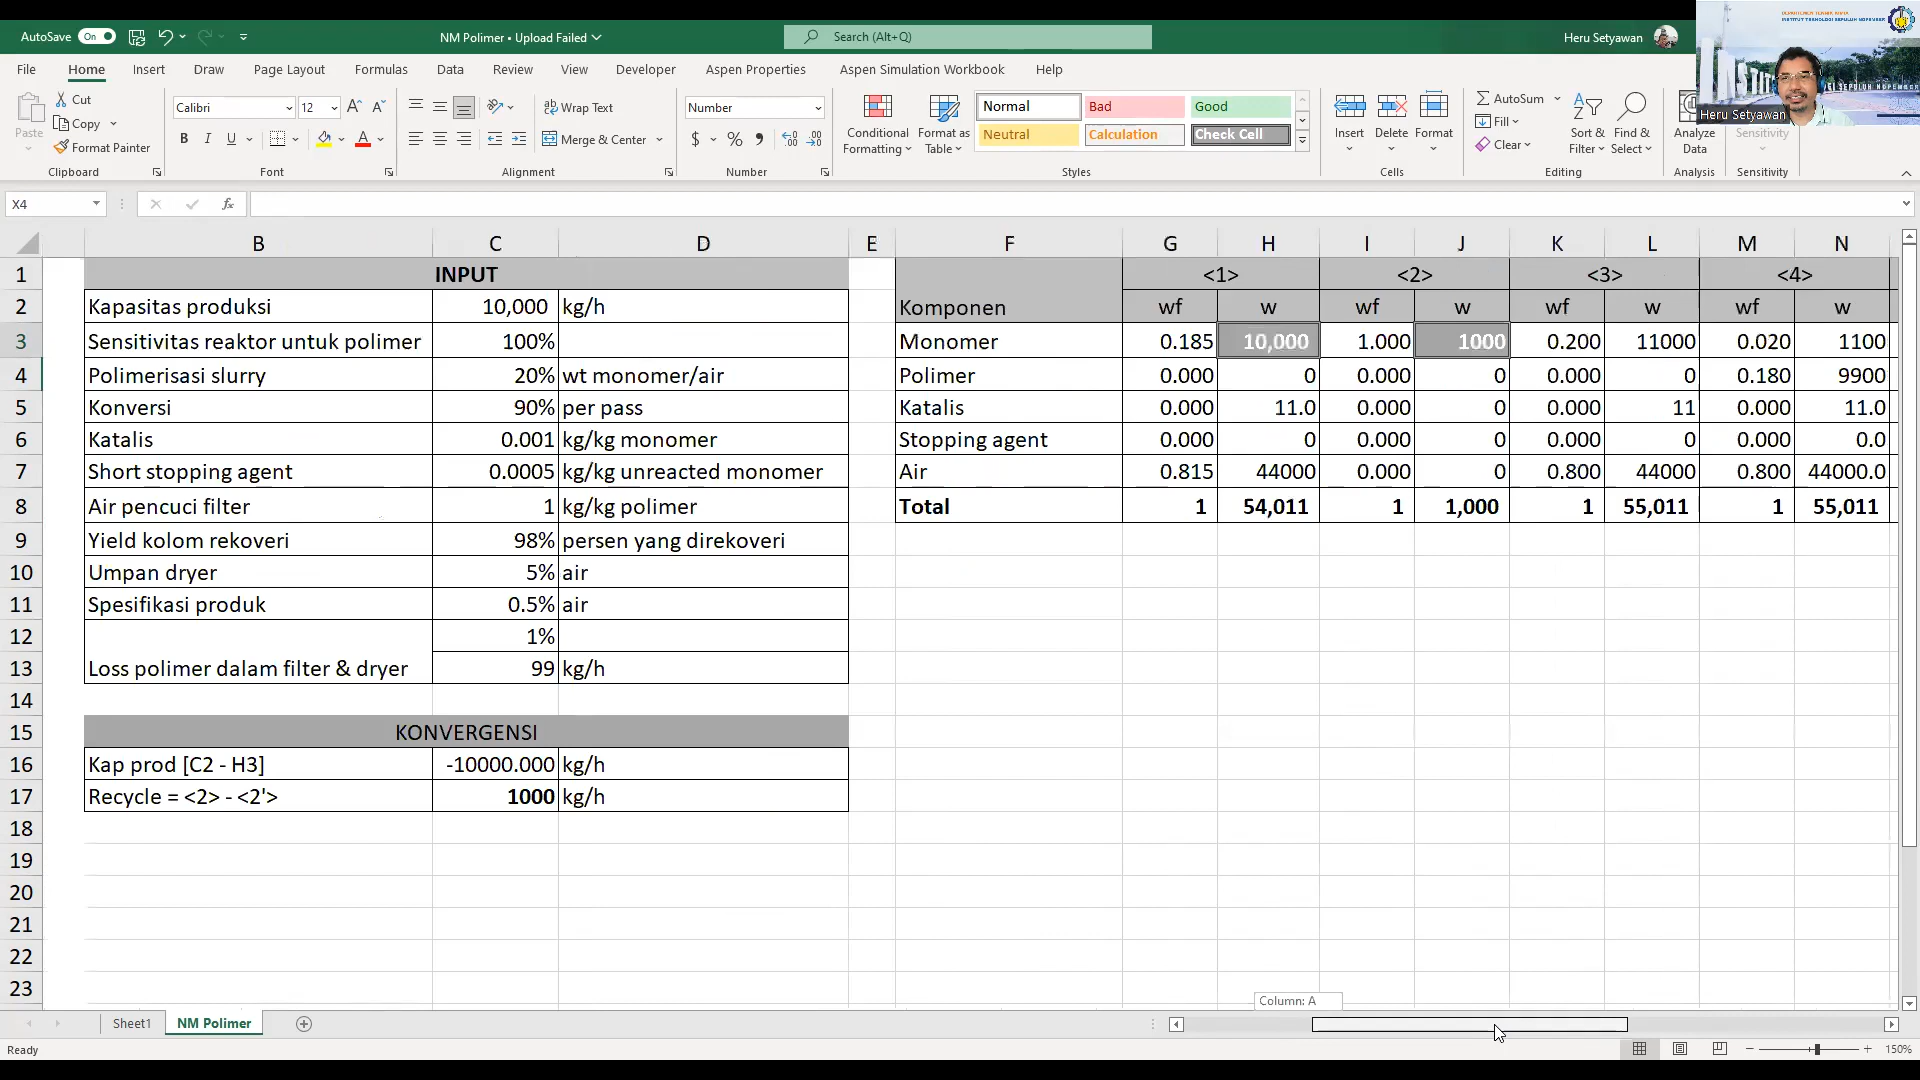 AutoSave On
NM Polimer • Upload Failed
Search (Alt+Q)
Heru Setyawan
DEPARTEMEN TEKNIK KIMIA
INSTITUT TEKNOLOGI SEPULUH NOPEMBER
Heru Setyawan
File Home Insert Draw Page Layout Formulas Data Review View Developer Aspen Properties Aspen Simulation Workbook Help
Paste
Cut
Copy
Format Painter
Clipboard
Calibri 12
B I U
Font
Wrap Text
Merge & Center
Alignment
Number
$ %
Number
Conditional Formatting
Format as Table
Normal Bad Good
Neutral Calculation Check Cell
Styles
Insert Delete Format
Cells
AutoSum
Fill
Clear
Sort & Filter
Find & Select
Editing
Analyze Data
Analysis
Sensitivity
Sensitivity
X4 fx
B C D E F G H I J K L M N
1 INPUT <1> <2> <3> <4>
2 Kapasitas produksi 10,000 kg/h Komponen wf w wf w wf w wf w
3 Sensitivitas reaktor untuk polimer 100% Monomer 0.185 10,000 1.000 1000 0.200 11000 0.020 1100
4 Polimerisasi slurry 20% wt monomer/air Polimer 0.000 0 0.000 0 0.000 0 0.180 9900
5 Konversi 90% per pass Katalis 0.000 11.0 0.000 0 0.000 11 0.000 11.0
6 Katalis 0.001 kg/kg monomer Stopping agent 0.000 0 0.000 0 0.000 0 0.000 0.0
7 Short stopping agent 0.0005 kg/kg unreacted monomer Air 0.815 44000 0.000 0 0.800 44000 0.800 44000.0
8 Air pencuci filter 1 kg/kg polimer Total 1 54,011 1 1,000 1 55,011 1 55,011
9 Yield kolom rekoveri 98% persen yang direkoveri
10 Umpan dryer 5% air
11 Spesifikasi produk 0.5% air
12 1%
13 Loss polimer dalam filter & dryer 99 kg/h
14
15 KONVERGENSI
16 Kap prod [C2 - H3] -10000.000 kg/h
17 Recycle = <2> - <2'> 1000 kg/h
18
19
20
21
22
23
Column: A
Sheet1 NM Polimer
Ready
150%